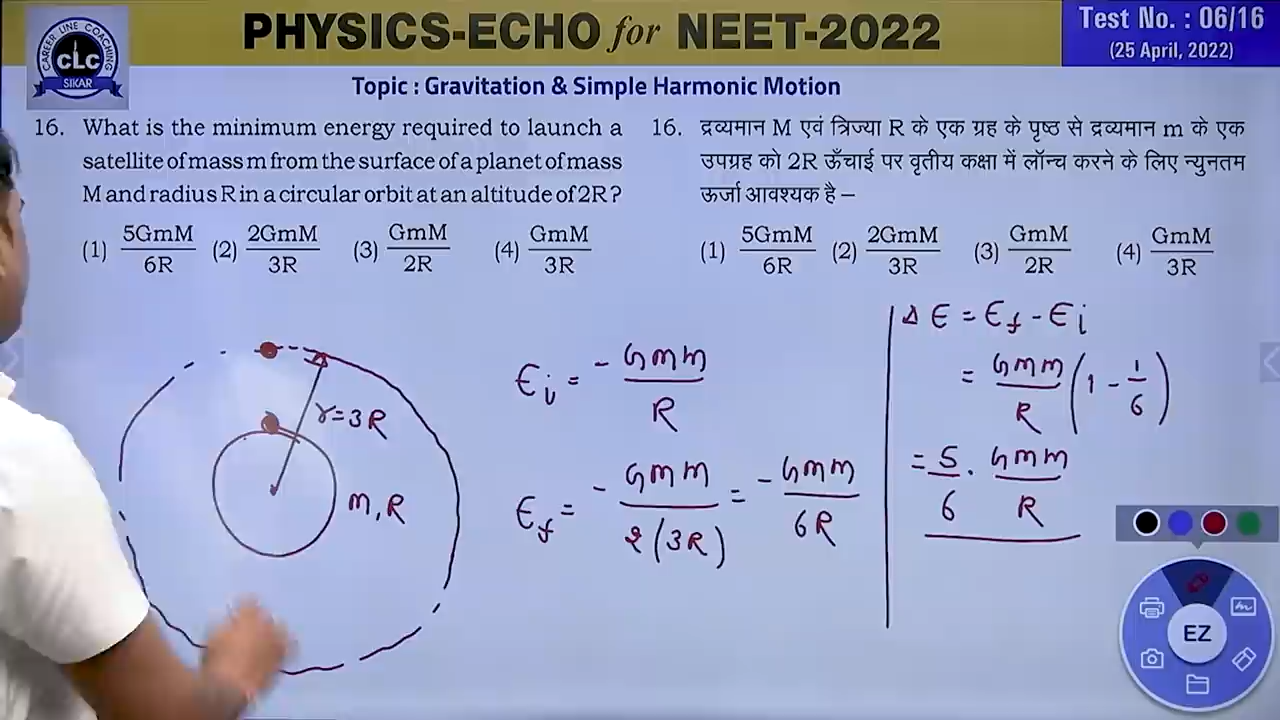 CAREER LINE COACHING
CLC
SIKAR
PHYSICS-ECHO for NEET-2022
Test No. : 06/16
(25 April, 2022)
Topic : Gravitation & Simple Harmonic Motion
16. What is the minimum energy required to launch a
satellite of mass m from the surface of a planet of mass
M and radius R in a circular orbit at an altitude of 2R?
(1) 5GmM/6R (2) 2GmM/3R (3) GmM/2R (4) GmM/3R
16. द्रव्यमान M एवं त्रिज्या R के एक ग्रह के पृष्ठ से द्रव्यमान m के एक
उपग्रह को 2R ऊँचाई पर वृतीय कक्षा में लॉन्च करने के लिए न्युनतम
ऊर्जा आवश्यक है –
(1) 5GmM/6R (2) 2GmM/3R (3) GmM/2R (4) GmM/3R
r=3R
M,R
Ei = -GMm/R
Ef = -GMm/2(3R) = -GMm/6R
ΔE = Ef - Ei
= GMm/R (1 - 1/6)
= 5/6 . GMm/R
EZ